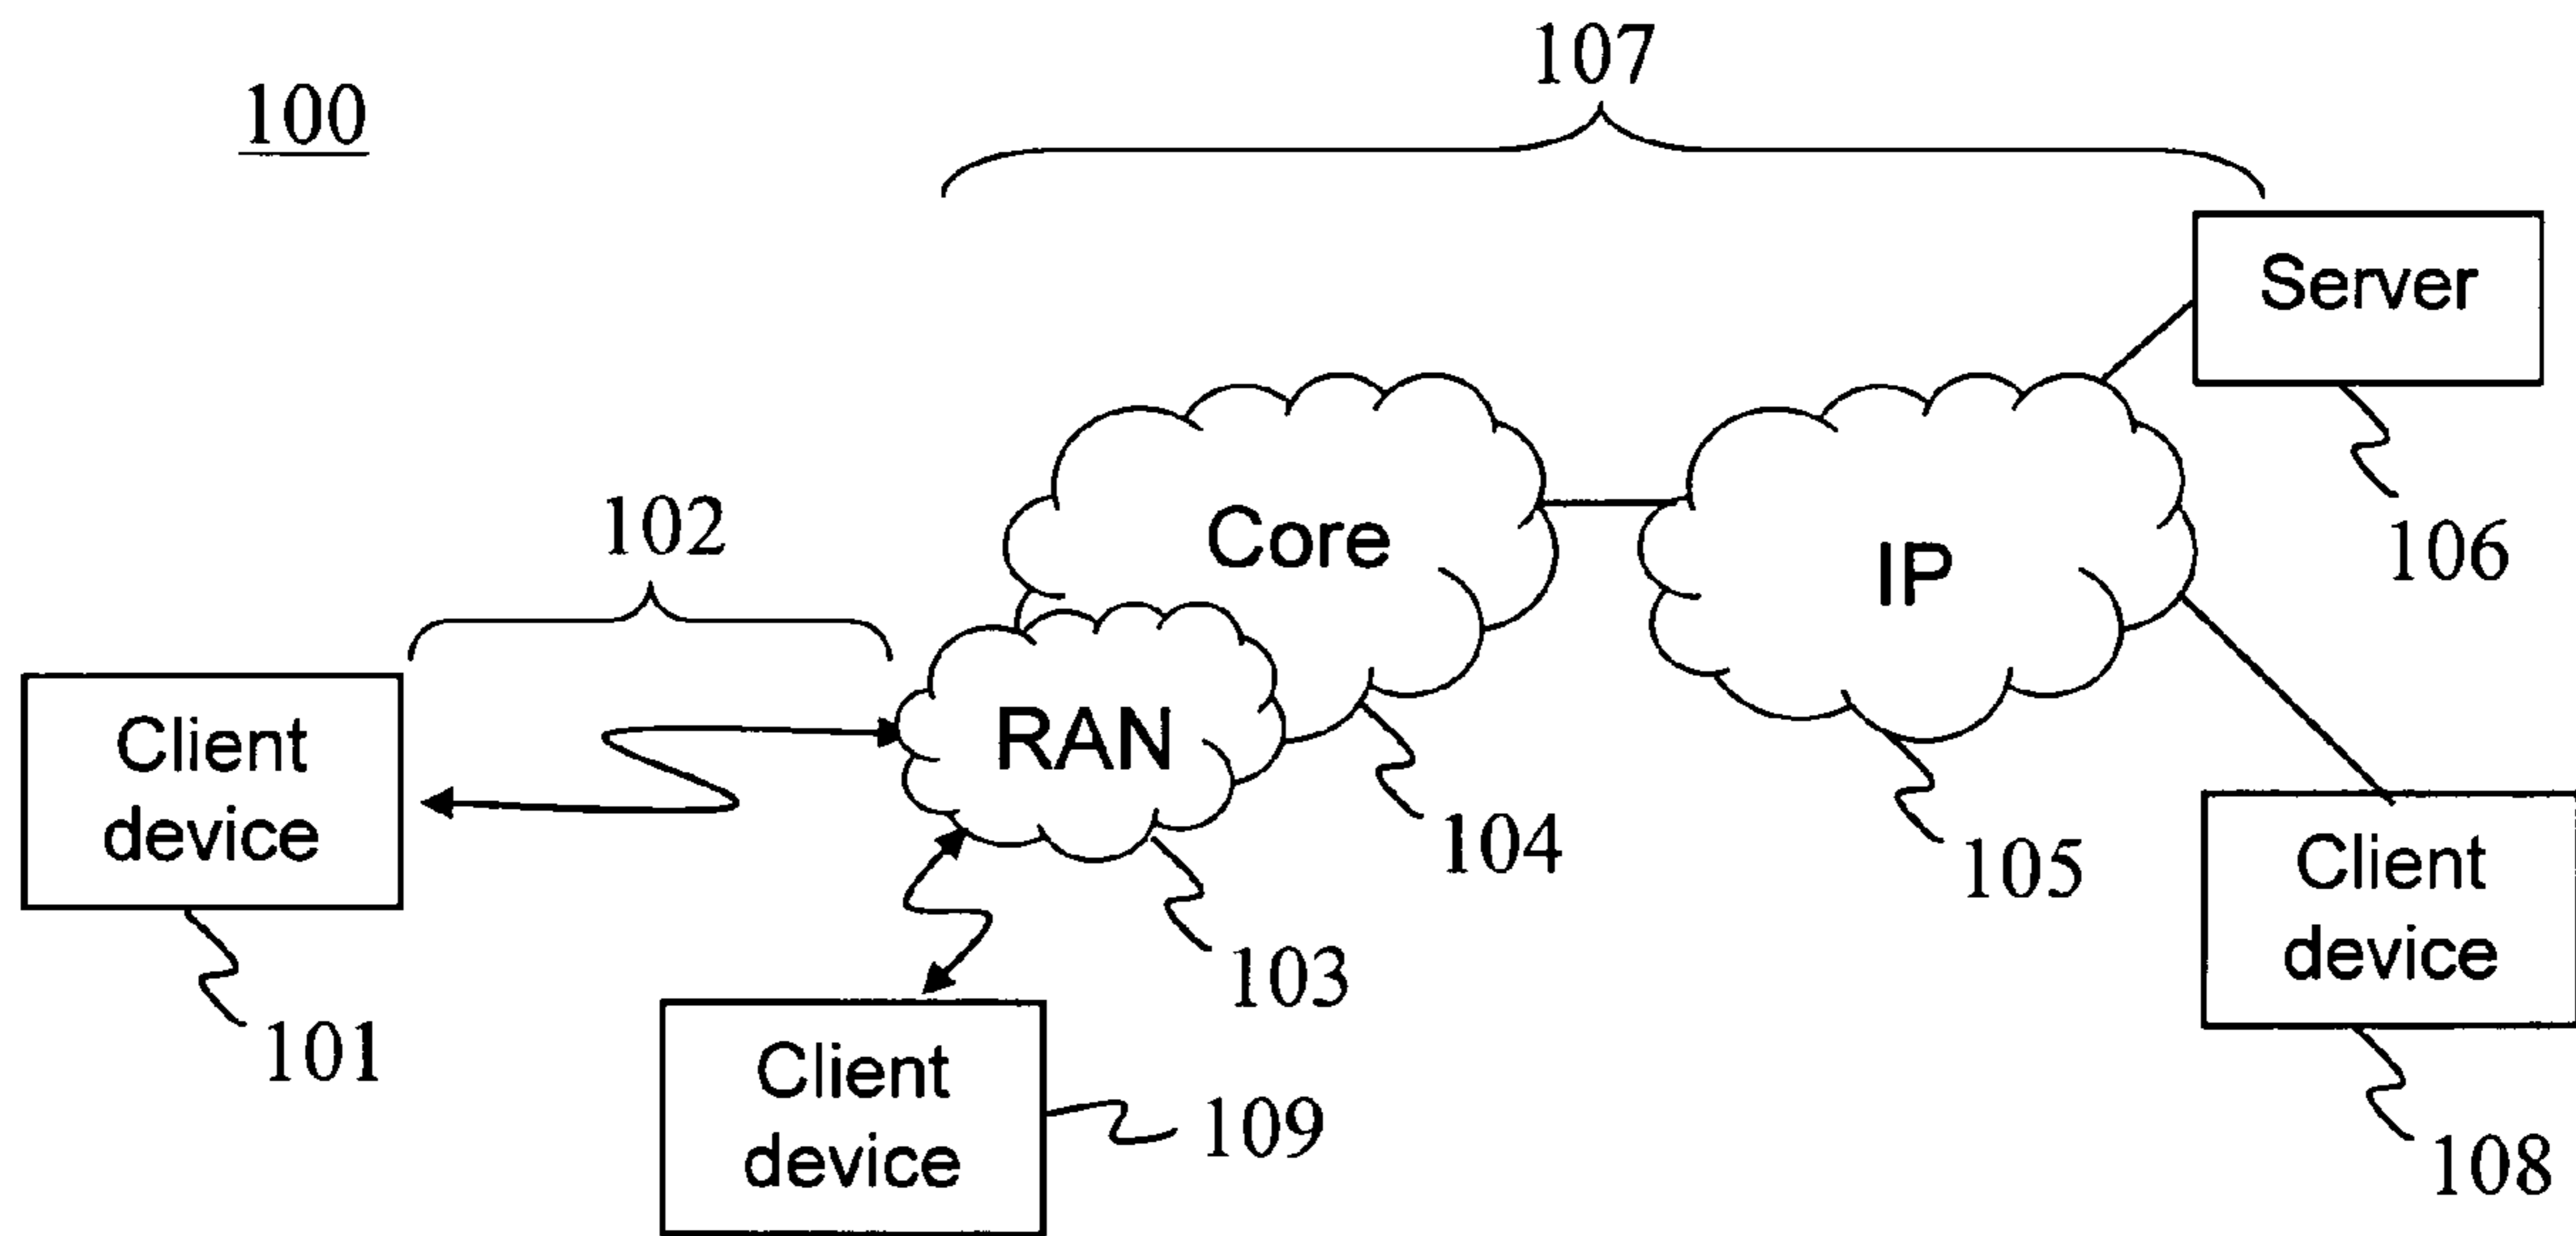 107
100
Server
106
102
Core
IP
Client
device
RAN
104
105
Client
device
101
103
Client
device
109
108